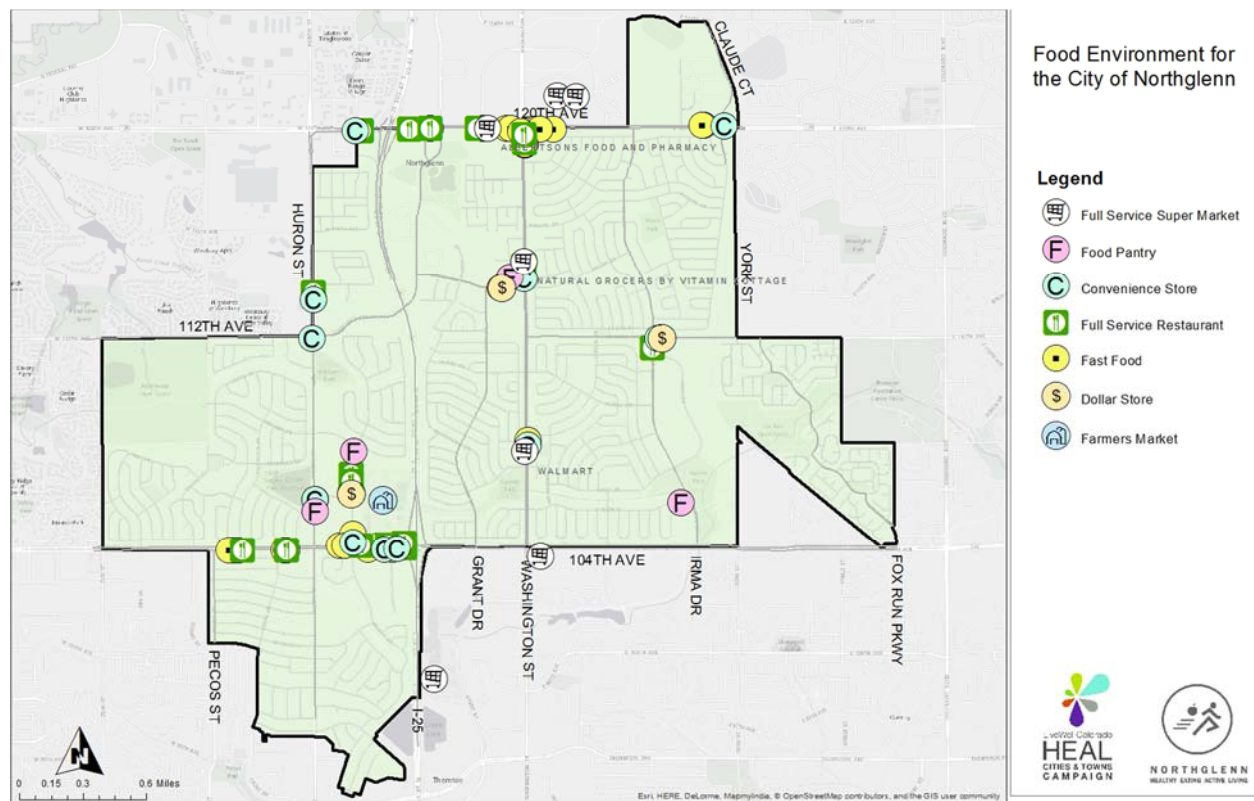 Food Environment for
the City of Northglenn
Legend
Full Service Super Market
Food Pantry
Convenience Store
Full Service Restaurant
Fast Food
Dollar Store
Farmers Market
CLAUDE CT
120TH AVE
ALBERTSONS FOOD AND PHARMACY
Northglenn
HURON ST
YORK ST
NATURAL GROCERS BY VITAMIN COTTAGE
112TH AVE
WALMART
104TH AVE
GRANT DR
WASHINGTON ST
IRMA DR
FOX RUN PKWY
PECOS ST
I-25
Thornton
N
0 0.15 0.3 0.6 Miles
Esri, HERE, DeLorme, MapmyIndia, © OpenStreetMap contributors, and the GIS user community
LiveWell Colorado
HEAL
CITIES & TOWNS
CAMPAIGN
NORTHGLENN
HEALTHY EATING ACTIVE LIVING